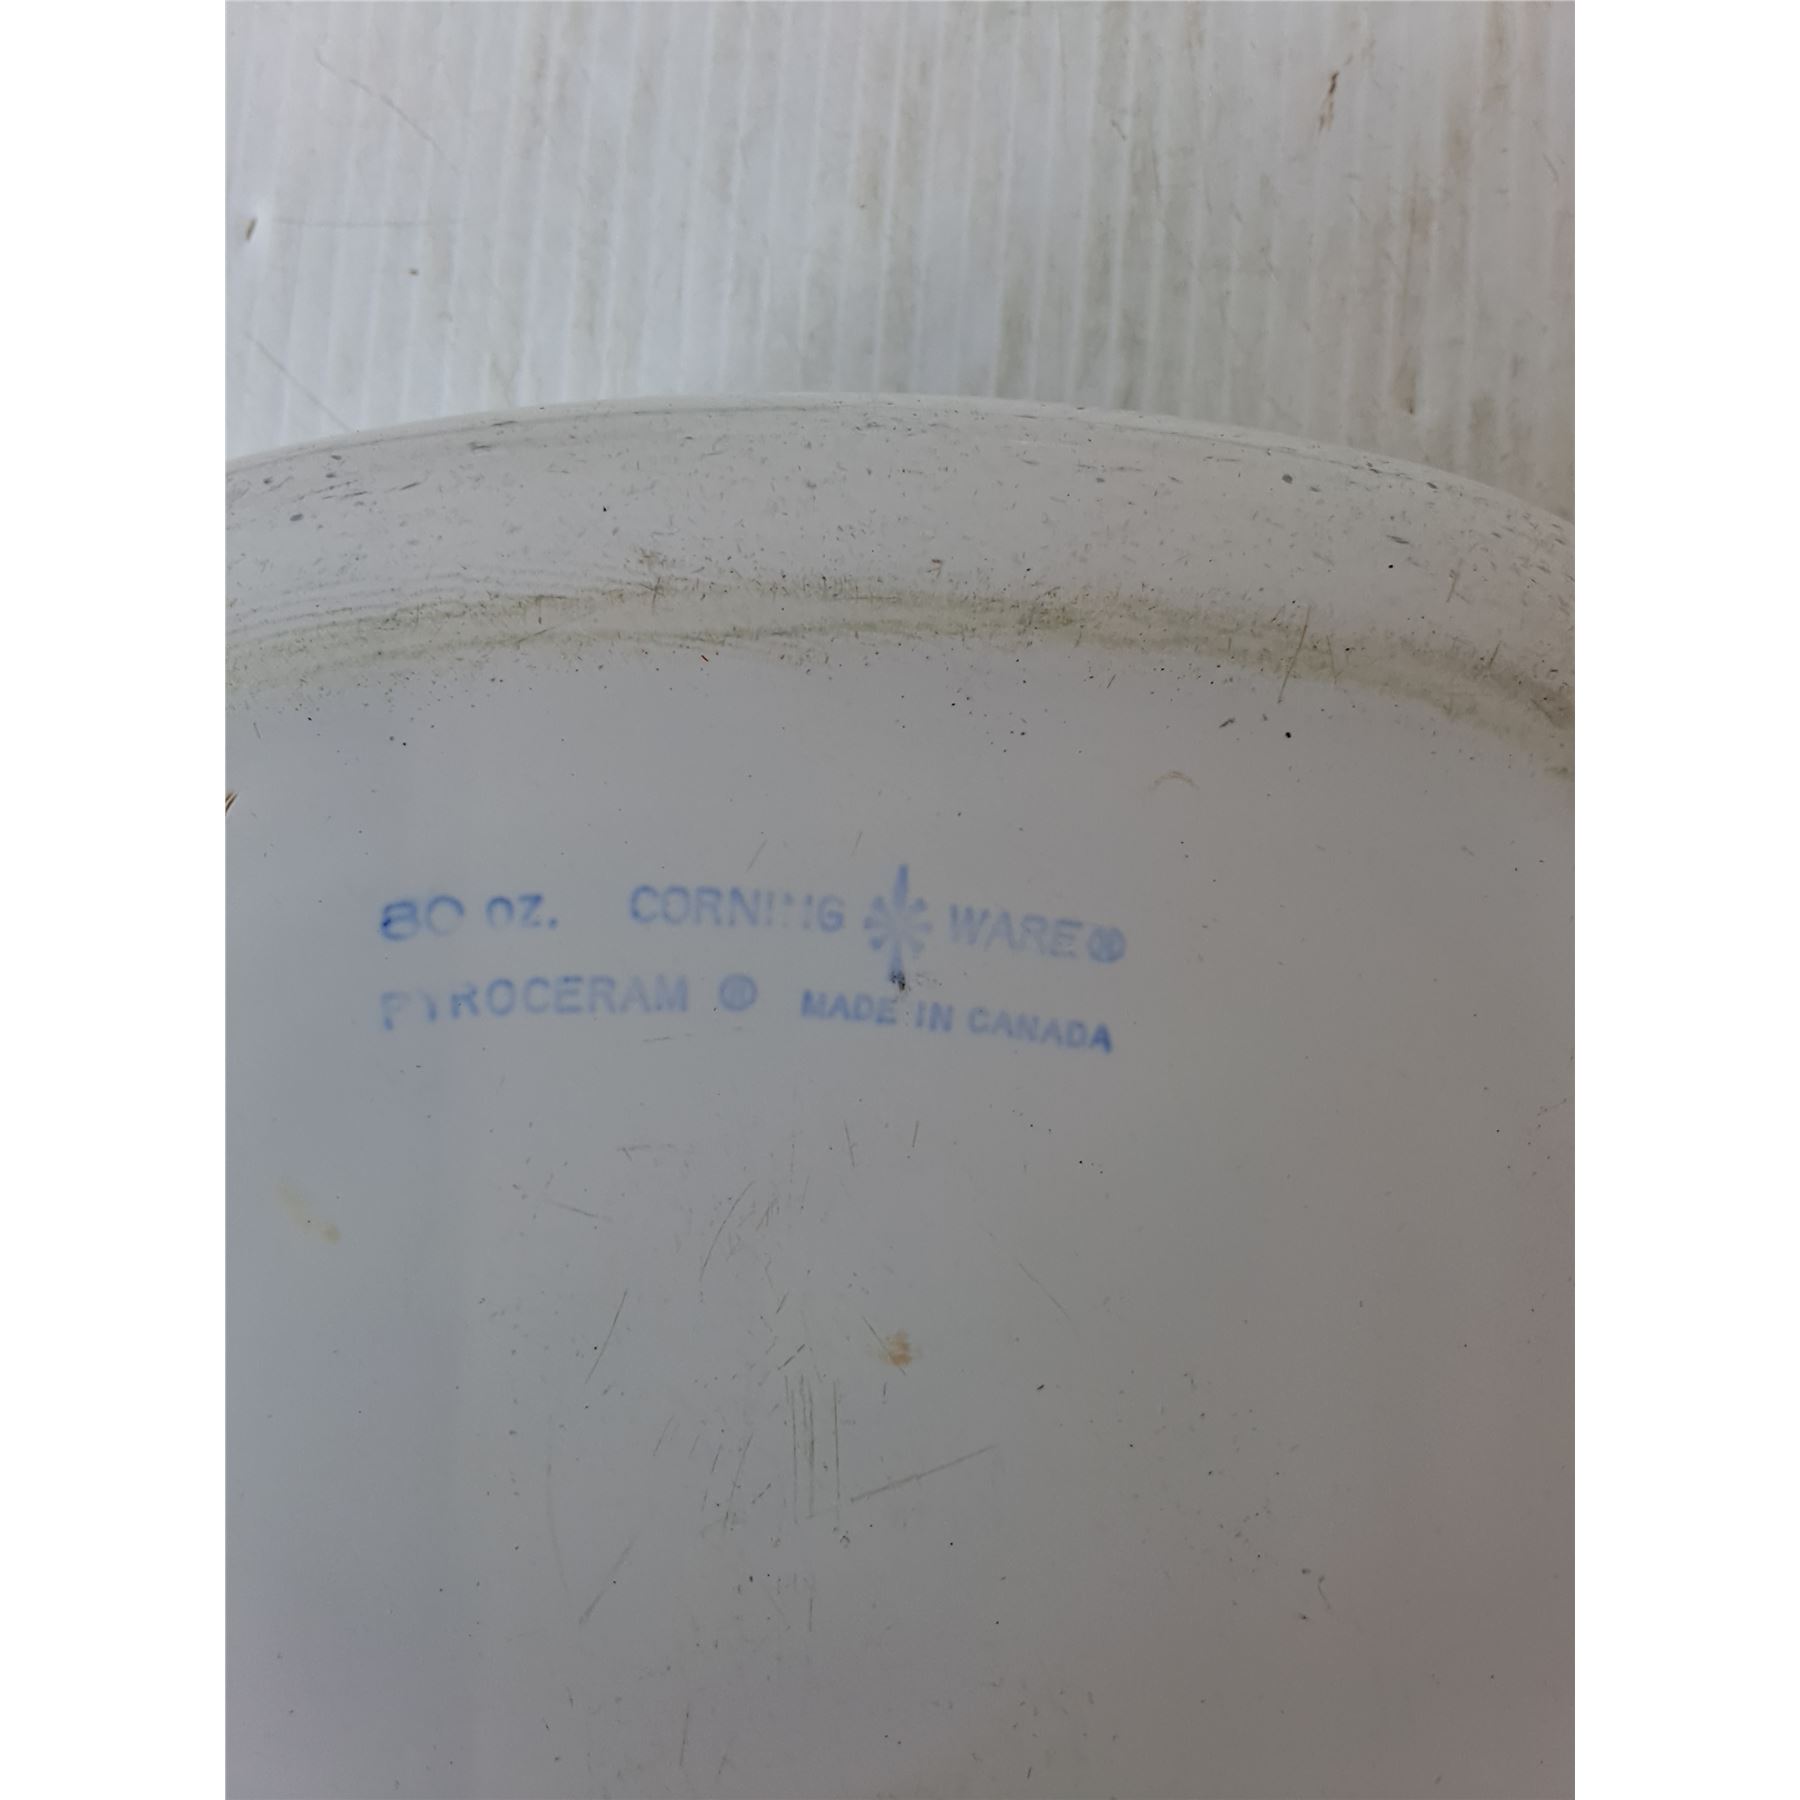 80 OZ. CORNING WARE®
PYROCERAM ® MADE IN CANADA